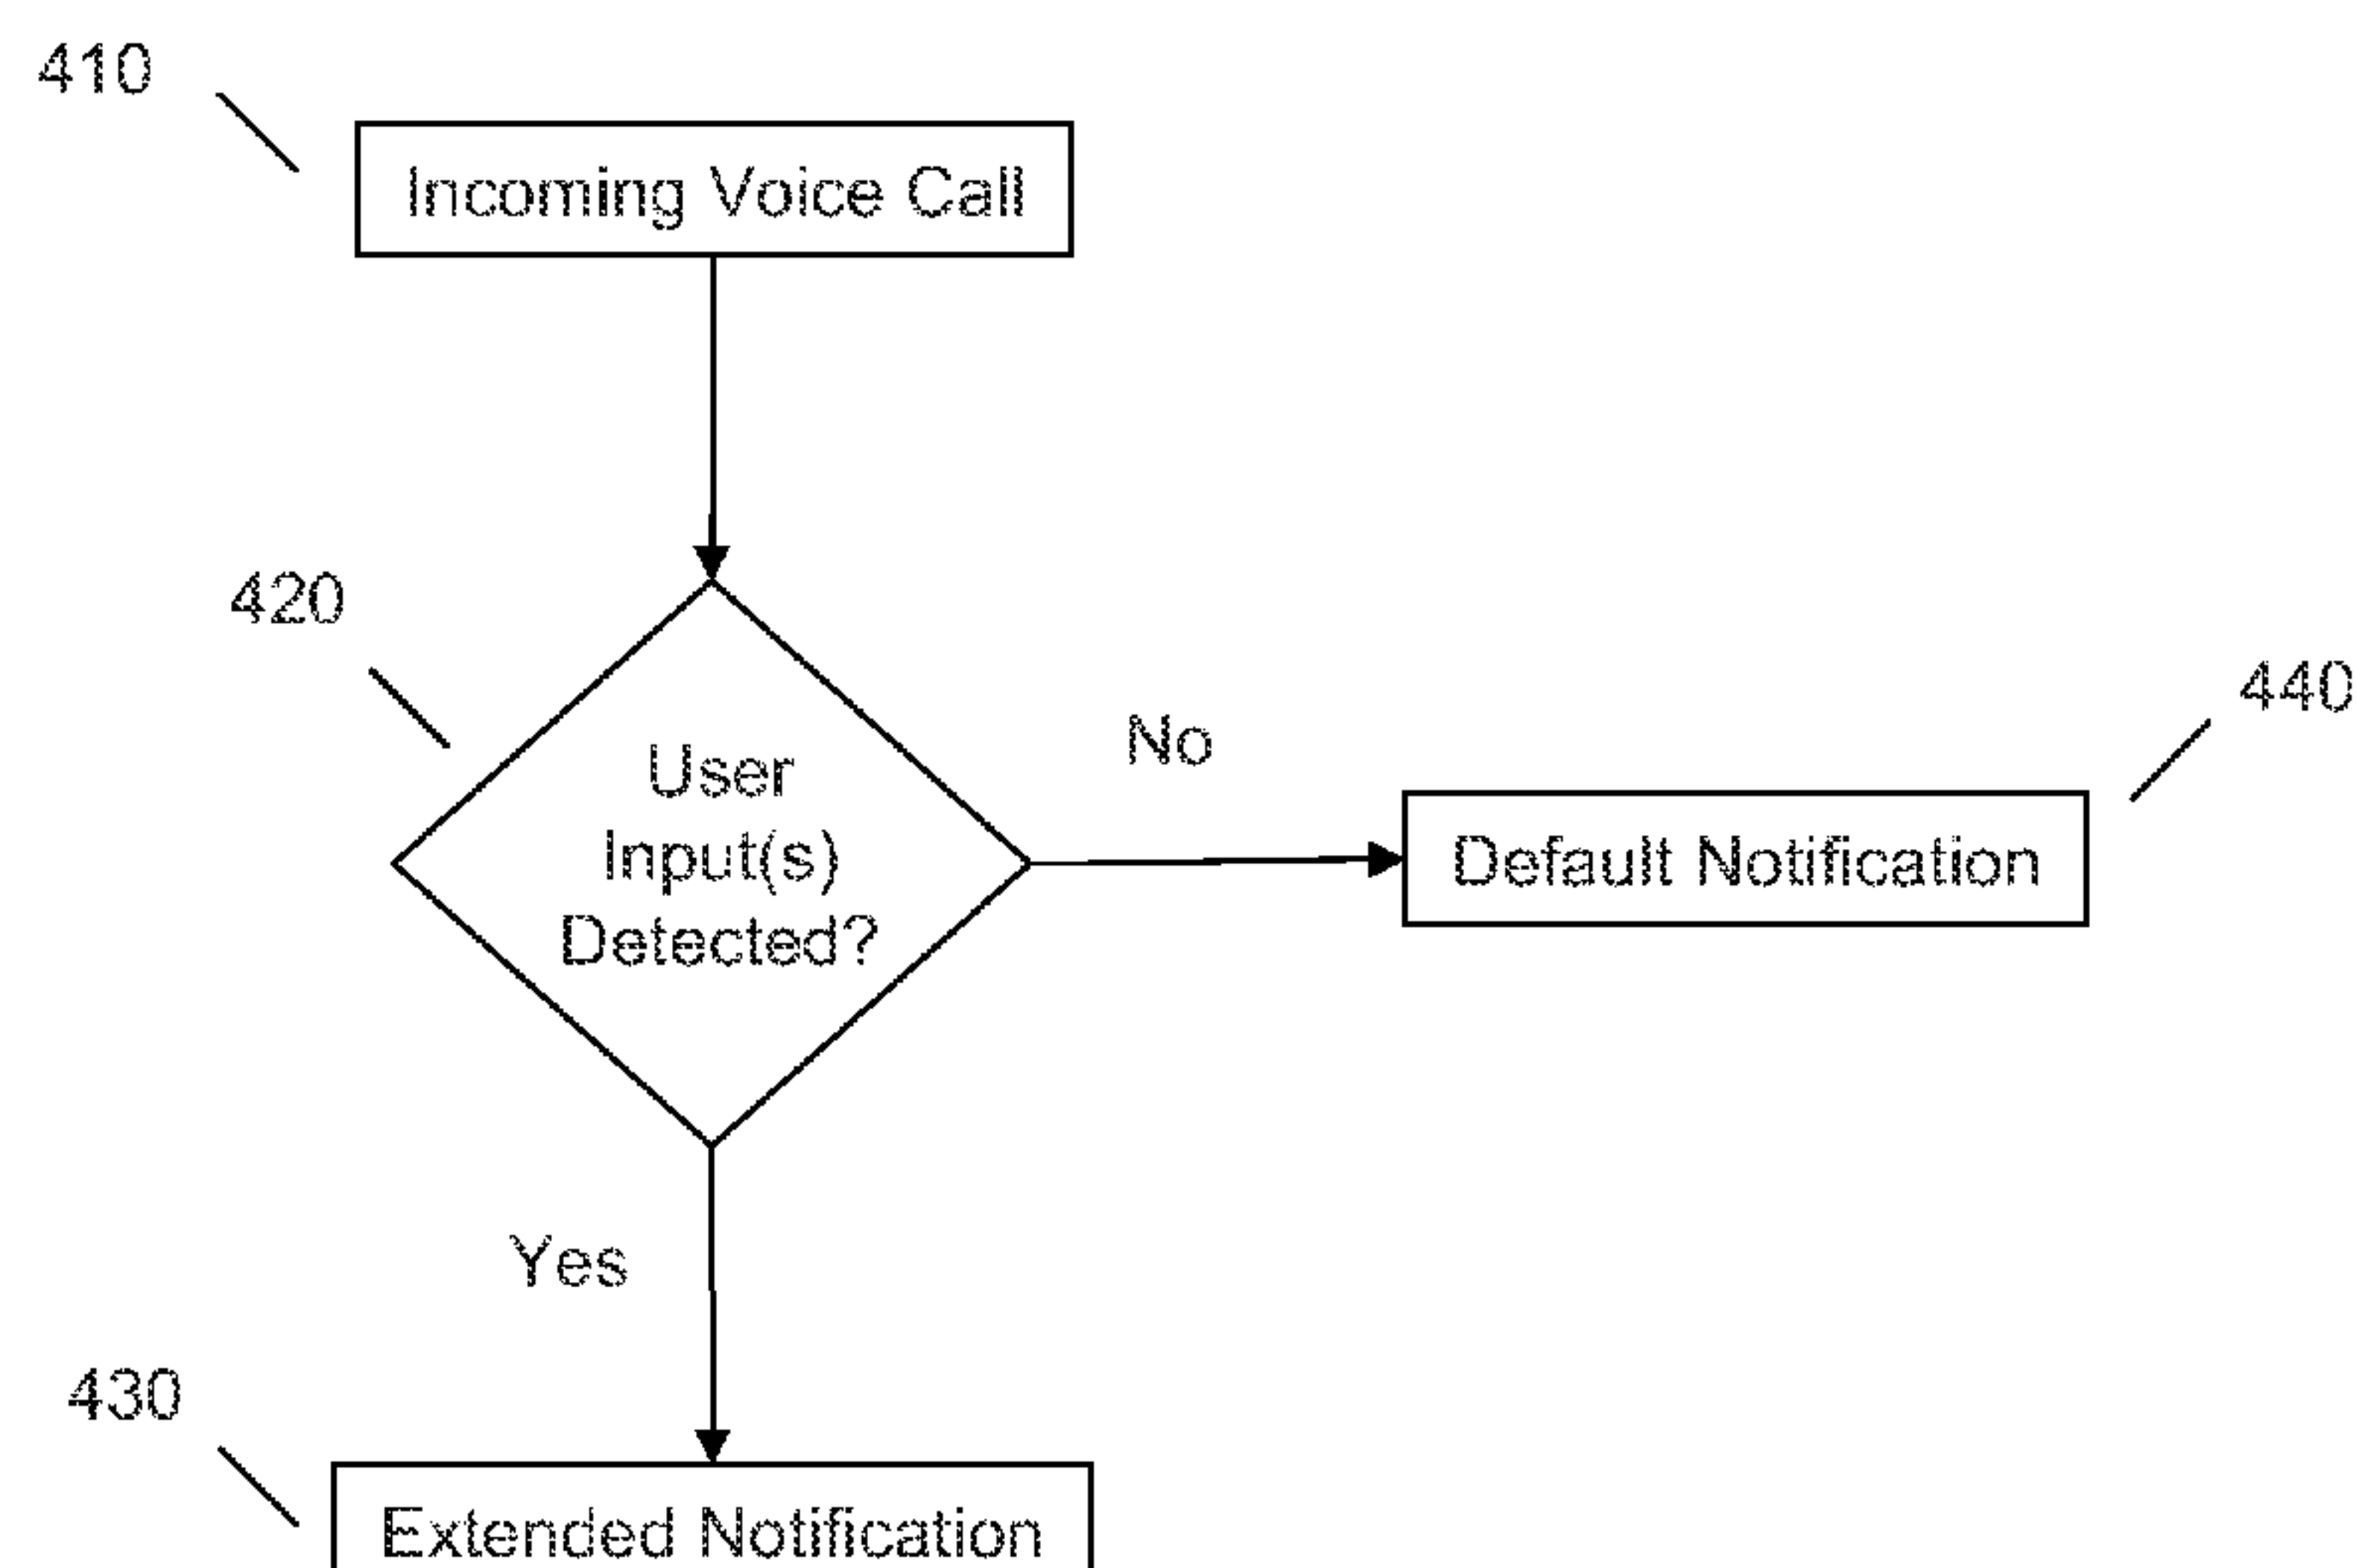 410
Incoming Voice Call
420
User
Input(s)
Detected?
No
440
Default Notification
Yes
430
Extended Notification